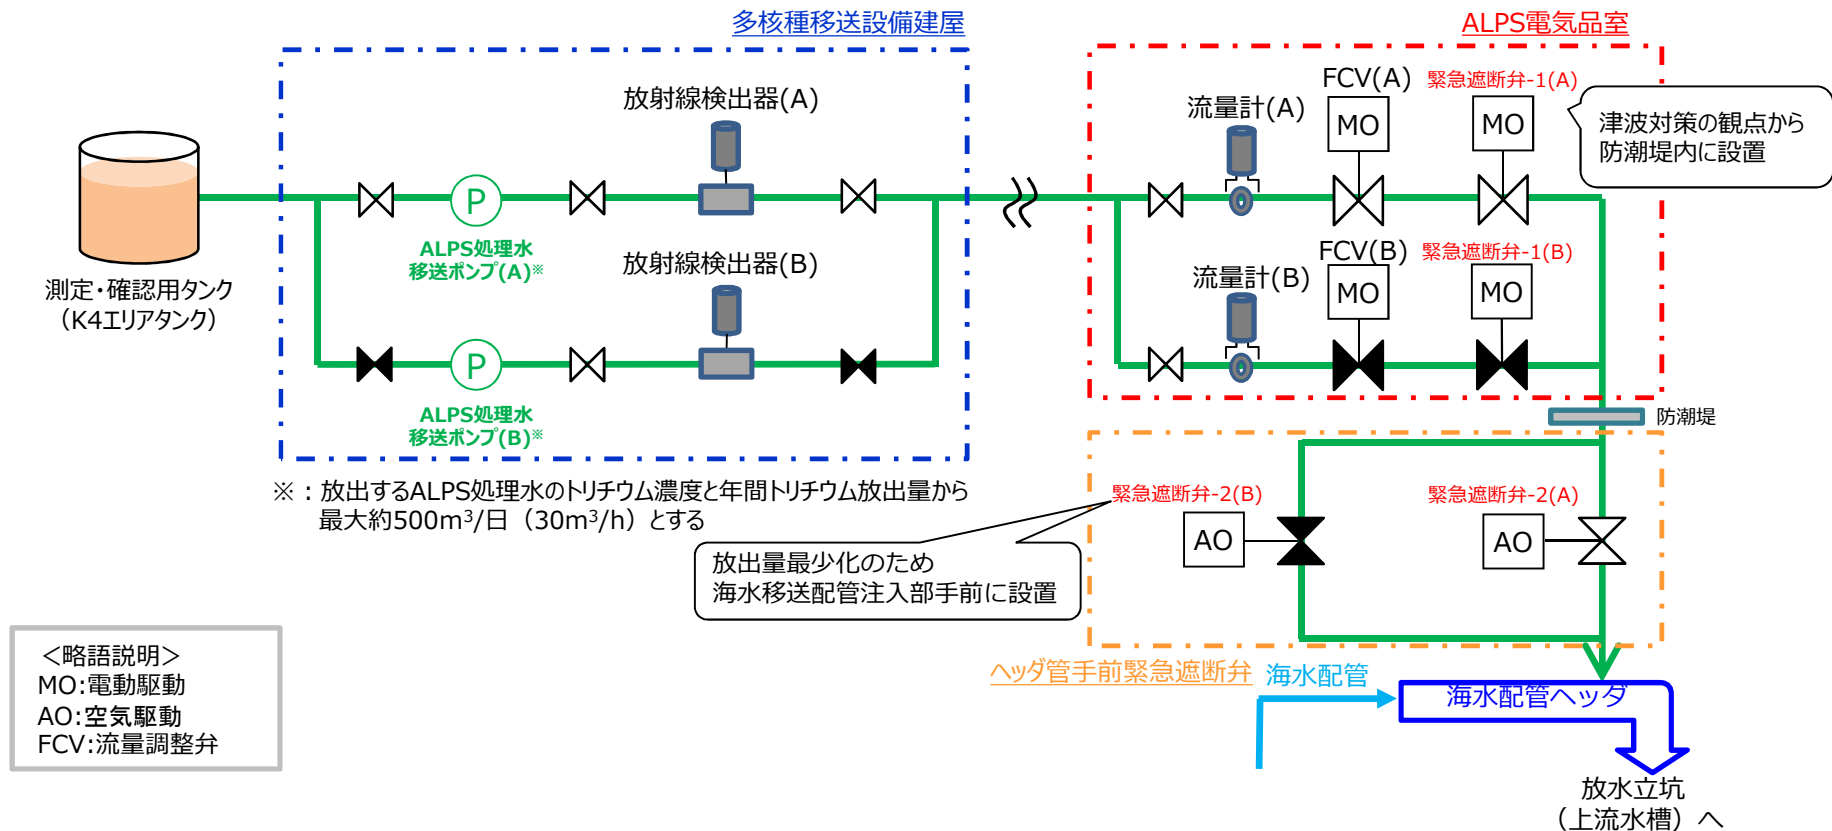 多核種移送設備建屋
ALPS電気品室
放射線検出器(A)
流量計(A)
FCV(A)
MO
緊急遮断弁-1(A)
MO
津波対策の観点から
防潮堤内に設置
P
ALPS処理水
移送ポンプ(A)※
測定・確認用タンク
（K4エリアタンク）
放射線検出器(B)
流量計(B)
FCV(B)
MO
緊急遮断弁-1(B)
MO
P
ALPS処理水
移送ポンプ(B)※
防潮堤
※：放出するALPS処理水のトリチウム濃度と年間トリチウム放出量から
最大約500m³/日（30m³/h）とする
緊急遮断弁-2(B)
AO
緊急遮断弁-2(A)
AO
放出量最少化のため
海水移送配管注入部手前に設置
ヘッダ管手前緊急遮断弁
海水配管
海水配管ヘッダ
放水立坑
（上流水槽）へ
＜略語説明＞
MO:電動駆動
AO:空気駆動
FCV:流量調整弁